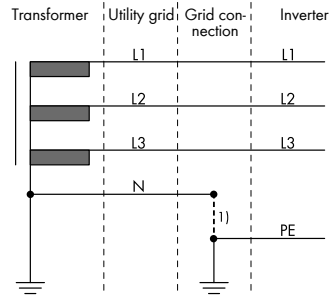 Transformer Utility grid Grid con- Inverter
nection
L1 L1
L2 L2
L3 L3
N
1)
PE